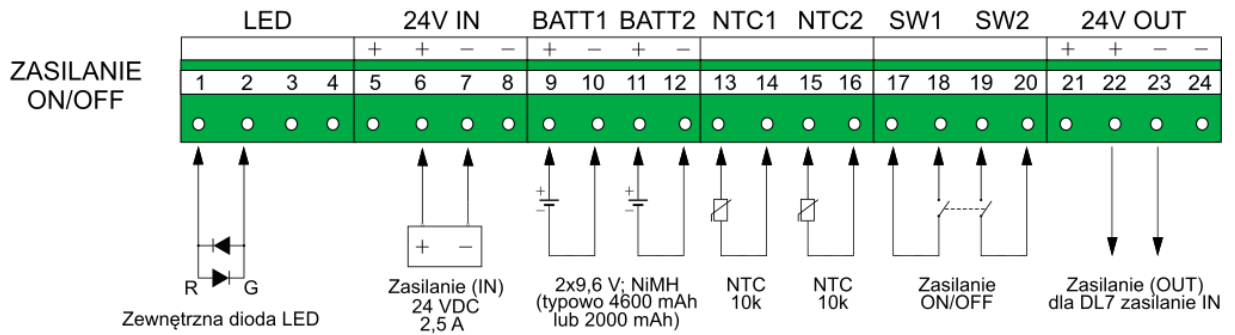 LED 24V IN BATT1 BATT2 NTC1 NTC2 SW1 SW2 24V OUT
+ + − − + − + − + + − −
ZASILANIE
ON/OFF
1 2 3 4 5 6 7 8 9 10 11 12 13 14 15 16 17 18 19 20 21 22 23 24
+ − + −
+ −
R G
Zewnętrzna dioda LED
Zasilanie (IN)
24 VDC
2,5 A
2x9,6 V; NiMH
(typowo 4600 mAh
lub 2000 mAh)
NTC
10k
NTC
10k
Zasilanie
ON/OFF
Zasilanie (OUT)
dla DL7 zasilanie IN